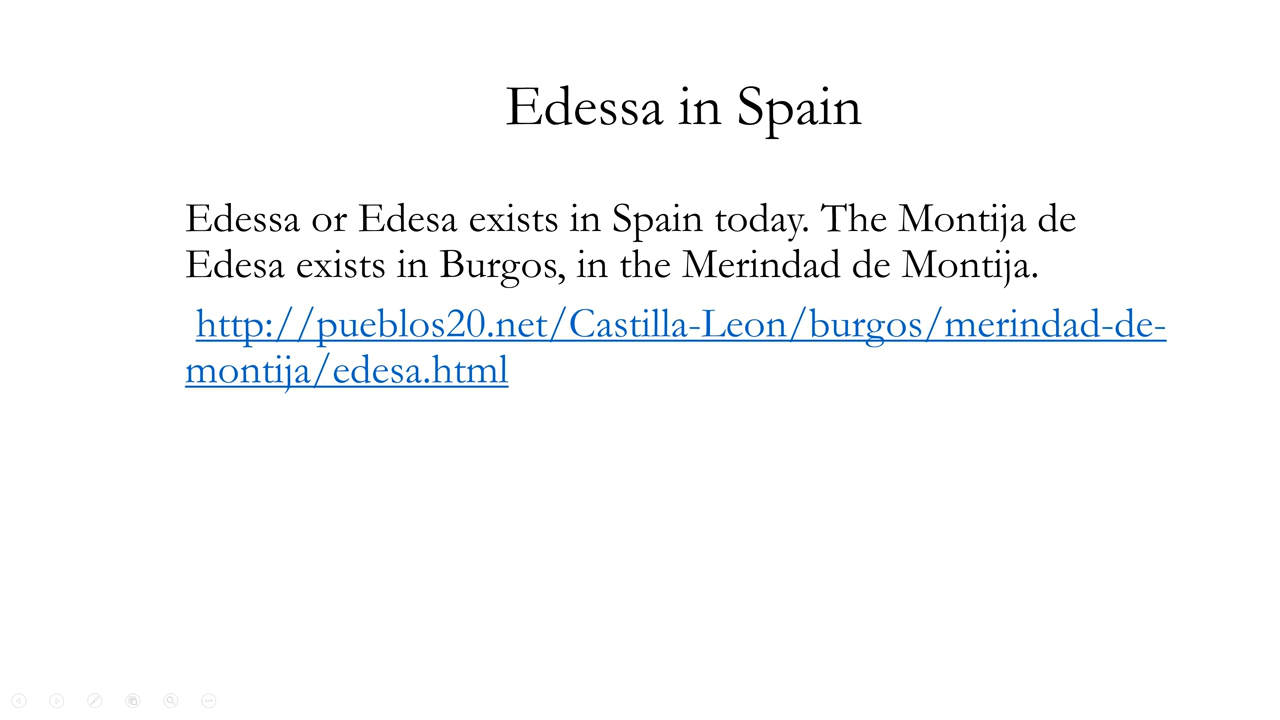 Edessa in Spain
Edessa or Edesa exists in Spain today. The Montija de
Edesa exists in Burgos, in the Merindad de Montija.
http://pueblos20.net/Castilla-Leon/burgos/merindad-de-
montija/edesa.html